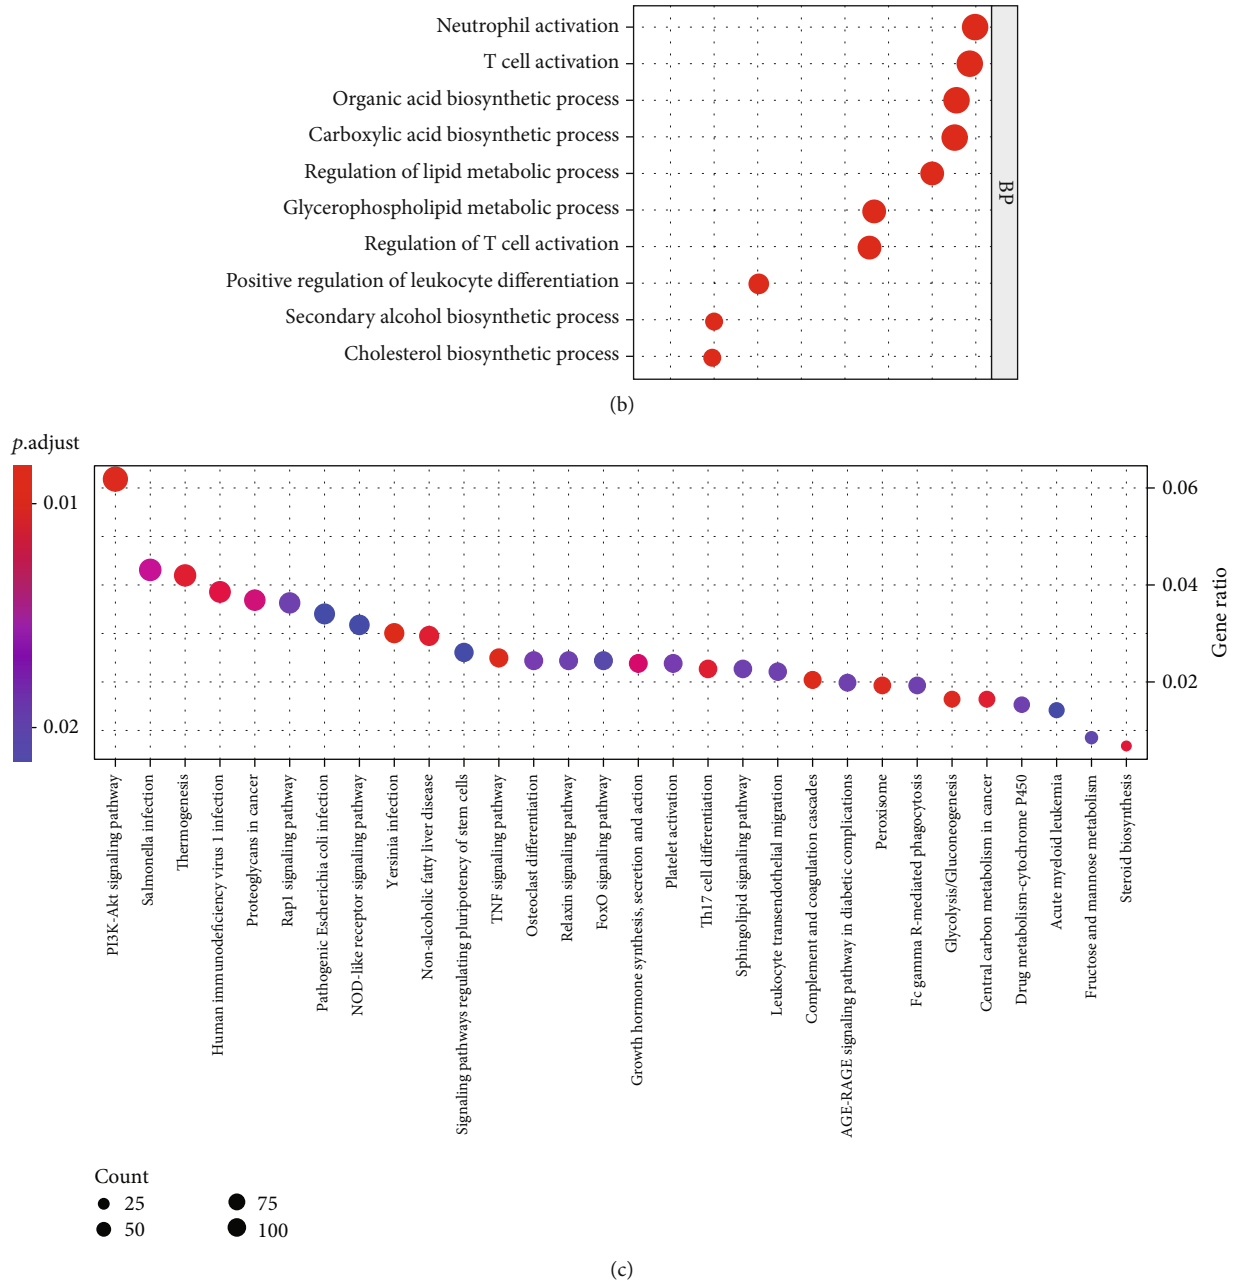 Neutrophil activation
T cell activation
Organic acid biosynthetic process
Carboxylic acid biosynthetic process
Regulation of lipid metabolic process
Glycerophospholipid metabolic process
Regulation of T cell activation
Positive regulation of leukocyte differentiation
Secondary alcohol biosynthetic process
Cholesterol biosynthetic process
BP
(b)
p.adjust
0.01
0.02
0.06
0.04
0.02
Gene ratio
PI3K-Akt signaling pathway
Salmonella infection
Thermogenesis
Human immunodeficiency virus 1 infection
Proteoglycans in cancer
Rap1 signaling pathway
Pathogenic Escherichia coli infection
NOD-like receptor signaling pathway
Yersinia infection
Non-alcoholic fatty liver disease
Signaling pathways regulating pluripotency of stem cells
TNF signaling pathway
Osteoclast differentiation
Relaxin signaling pathway
FoxO signaling pathway
Growth hormone synthesis, secretion and action
Platelet activation
Th17 cell differentiation
Sphingolipid signaling pathway
Leukocyte transendothelial migration
Complement and coagulation cascades
AGE-RAGE signaling pathway in diabetic complications
Peroxisome
Fc gamma R-mediated phagocytosis
Glycolysis/Gluconeogenesis
Central carbon metabolism in cancer
Drug metabolism-cytochrome P450
Acute myeloid leukemia
Fructose and mannose metabolism
Steroid biosynthesis
Count
25
50
75
100
(c)